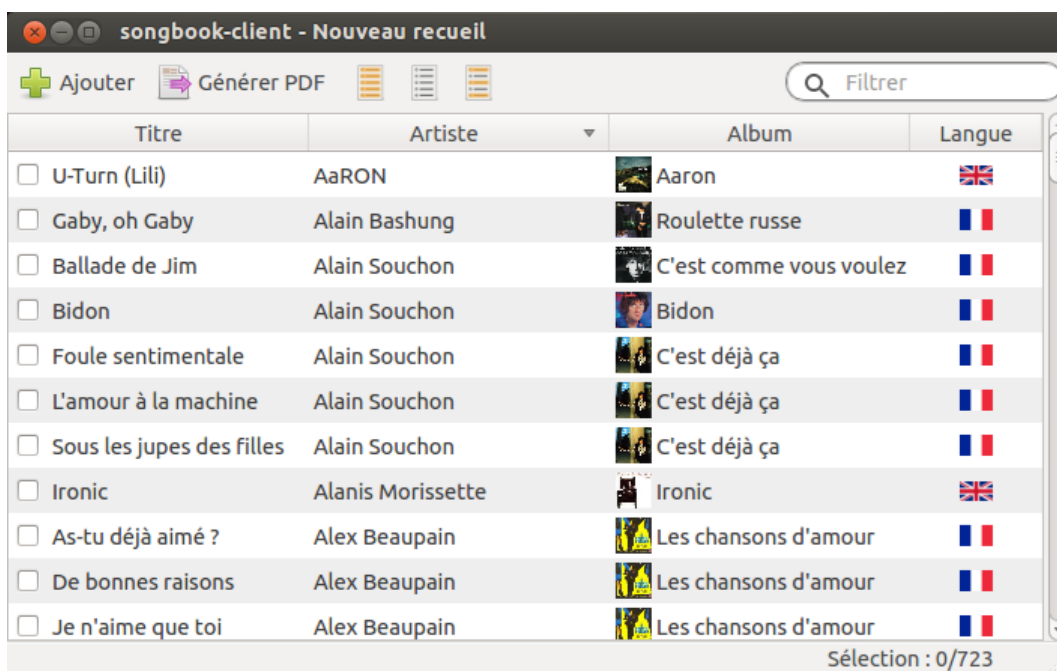 songbook-client - Nouveau recueil
Ajouter Générer PDF Filtrer
Titre Artiste Album Langue
U-Turn (Lili) AaRON Aaron
Gaby, oh Gaby Alain Bashung Roulette russe
Ballade de Jim Alain Souchon C'est comme vous voulez
Bidon Alain Souchon Bidon
Foule sentimentale Alain Souchon C'est déjà ça
L'amour à la machine Alain Souchon C'est déjà ça
Sous les jupes des filles Alain Souchon C'est déjà ça
Ironic Alanis Morissette Ironic
As-tu déjà aimé ? Alex Beaupain Les chansons d'amour
De bonnes raisons Alex Beaupain Les chansons d'amour
Je n'aime que toi Alex Beaupain Les chansons d'amour
Sélection : 0/723